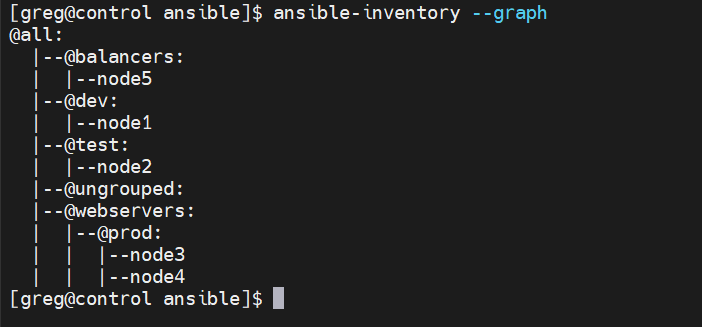 [greg@control ansible]$ ansible-inventory --graph
@all:
  |--@balancers:
  |  |--node5
  |--@dev:
  |  |--node1
  |--@test:
  |  |--node2
  |--@ungrouped:
  |--@webservers:
  |  |--@prod:
  |  |  |--node3
  |  |  |--node4
[greg@control ansible]$